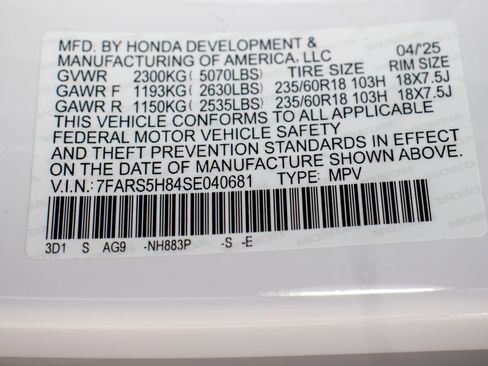 MFD. BY HONDA DEVELOPMENT &
MANUFACTURING OF AMERICA, LLC 04/'25
GVWR 2300KG ( 5070LBS) TIRE SIZE RIM SIZE
GAWR F 1193KG ( 2630LBS) 235/60R18 103H 18X7.5J
GAWR R 1150KG ( 2535LBS) 235/60R18 103H 18X7.5J
THIS VEHICLE CONFORMS TO ALL APPLICABLE
FEDERAL MOTOR VEHICLE SAFETY
AND THEFT PREVENTION STANDARDS IN EFFECT
ON THE DATE OF MANUFACTURE SHOWN ABOVE.
V.I.N.: 7FARS5H84SE040681 TYPE: MPV
3D1 S AG9 -NH883P -S -E